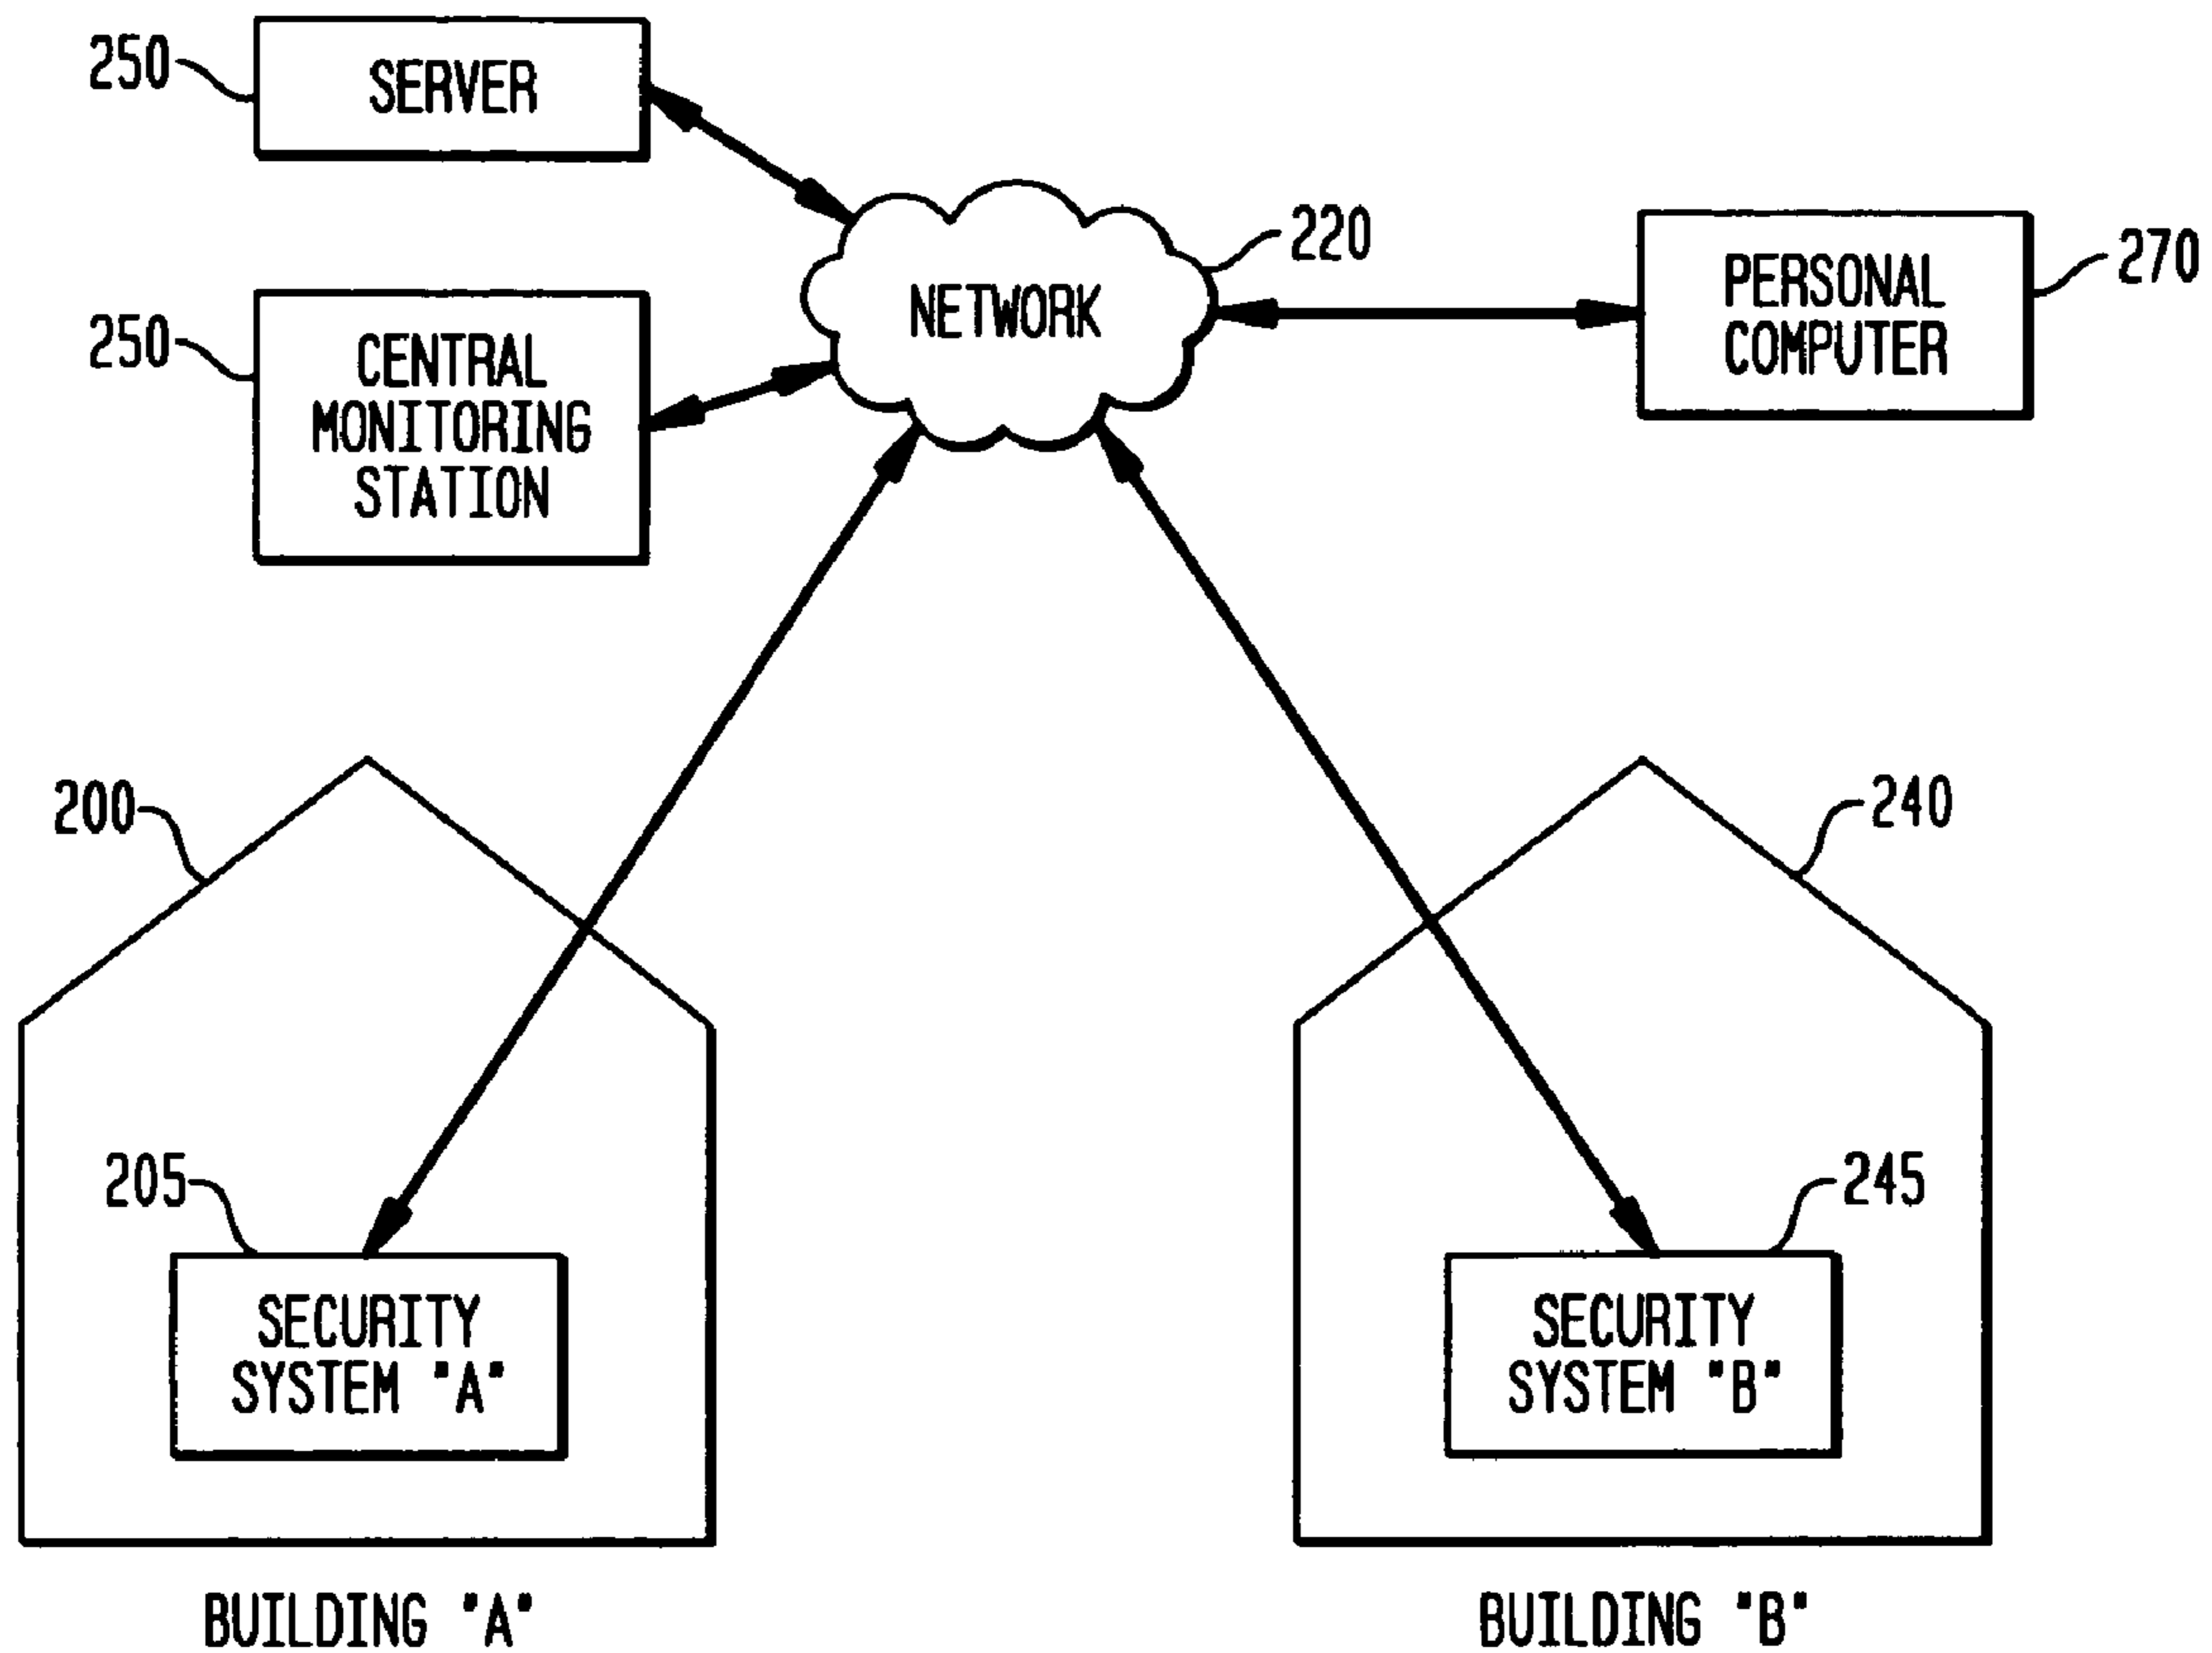 250
SERVER
220
NETWORK
PERSONAL
COMPUTER
270
250
CENTRAL
MONITORING
STATION
200
240
205
SECURITY
SYSTEM "A"
245
SECURITY
SYSTEM "B"
BUILDING "A"
BUILDING "B"